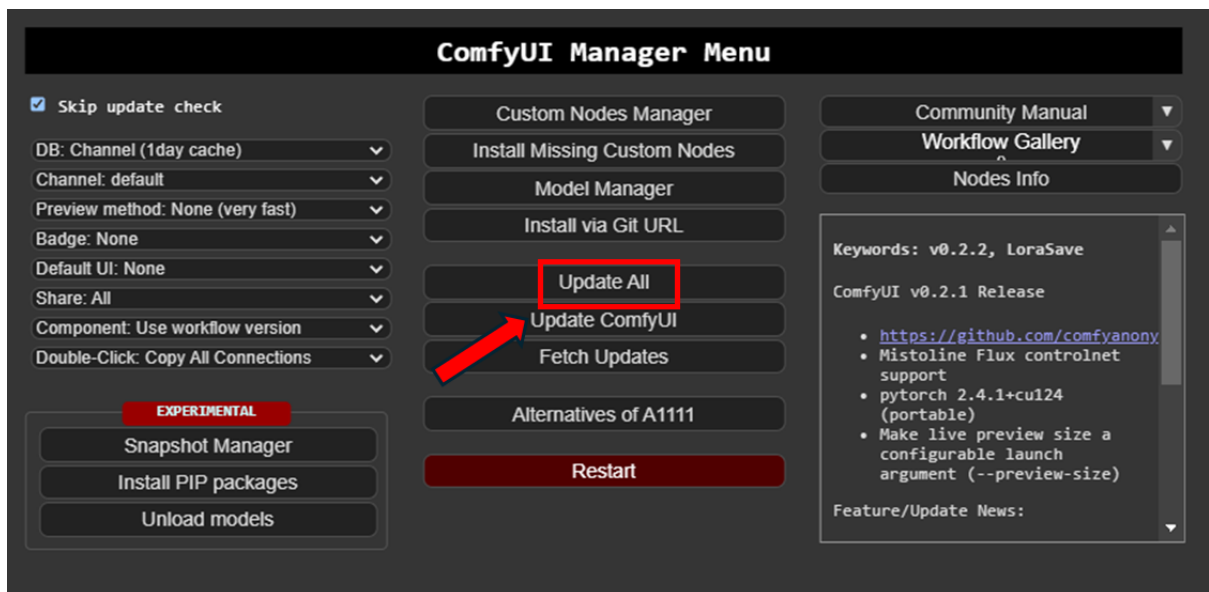 ComfyUI Manager Menu
Skip update check
DB: Channel (1day cache)
Channel: default
Preview method: None (very fast)
Badge: None
Default UI: None
Share: All
Component: Use workflow version
Double-Click: Copy All Connections
EXPERIMENTAL
Snapshot Manager
Install PIP packages
Unload models
Custom Nodes Manager
Install Missing Custom Nodes
Model Manager
Install via Git URL
Update All
Update ComfyUI
Fetch Updates
Alternatives of A1111
Restart
Community Manual
Workflow Gallery
Nodes Info
Keywords: v0.2.2, LoraSave
ComfyUI v0.2.1 Release
https://github.com/comfyanony
Mistoline Flux controlnet
support
pytorch 2.4.1+cu124
(portable)
Make live preview size a
configurable launch
argument (--preview-size)
Feature/Update News: